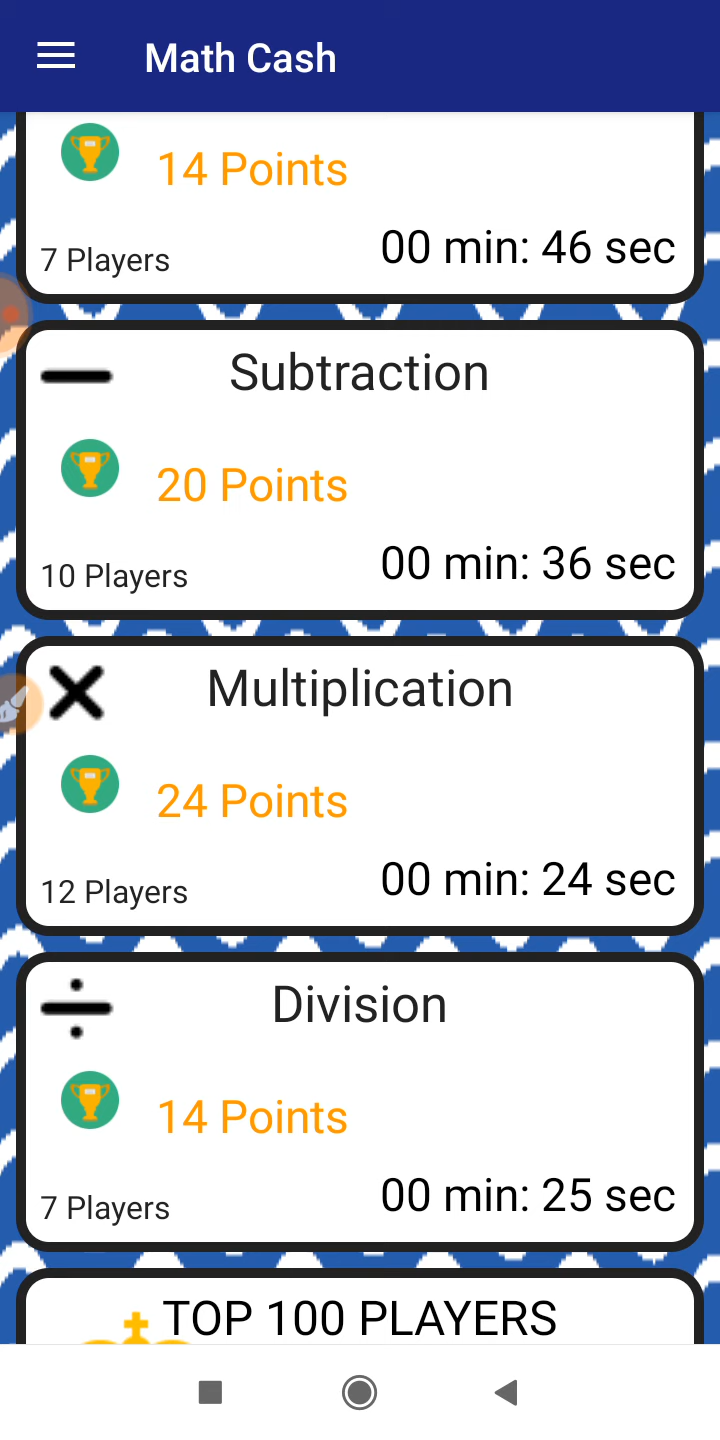 Math Cash
14 Points
7 Players
00 min: 46 sec
Subtraction
20 Points
10 Players
00 min: 36 sec
Multiplication
24 Points
12 Players
00 min: 24 sec
Division
14 Points
7 Players
00 min: 25 sec
TOP 100 PLAYERS